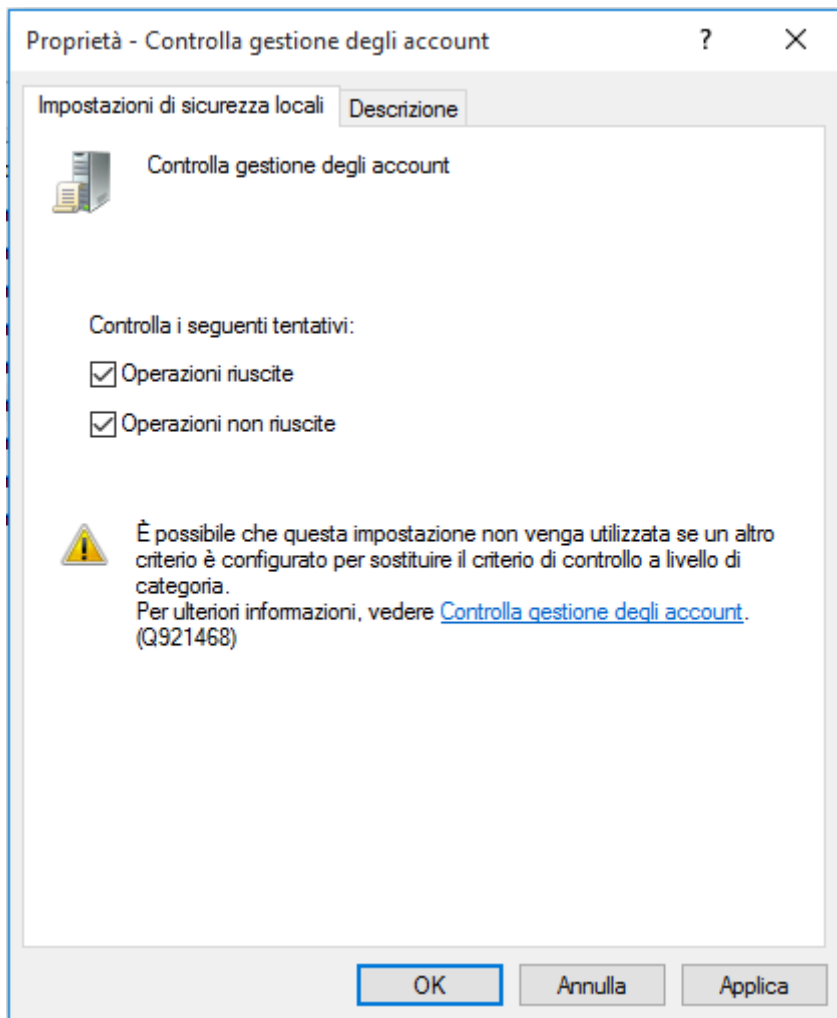 Proprietà - Controlla gestione degli account ?
Impostazioni di sicurezza locali Descrizione
Controlla gestione degli account
Controlla i seguenti tentativi:
Operazioni riuscite
Operazioni non riuscite
È possibile che questa impostazione non venga utilizzata se un altro
criterio è configurato per sostituire il criterio di controllo a livello di
categoria.
Per ulteriori informazioni, vedere Controlla gestione degli account.
(Q921468)
OK Annulla Applica